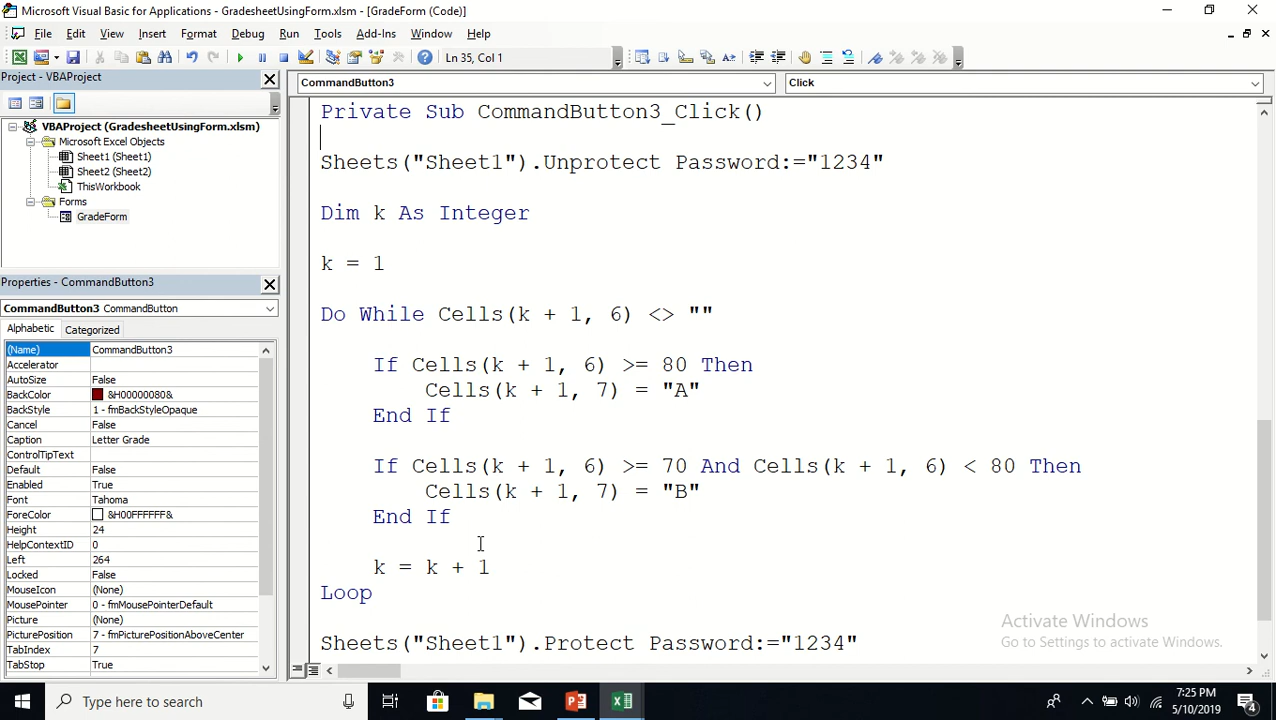 Microsoft Visual Basic for Applications - GradesheetUsingForm.xlsm - [GradeForm (Code)]
File Edit View Insert Format Debug Run Tools Add-Ins Window Help
Ln 35, Col 1
Project - VBAProject
CommandButton3 Click
VBAProject (GradesheetUsingForm.xlsm)
Microsoft Excel Objects
Sheet1 (Sheet1)
Sheet2 (Sheet2)
ThisWorkbook
Forms
GradeForm
Properties - CommandButton3
CommandButton3 CommandButton
Alphabetic Categorized
(Name) CommandButton3
Accelerator
AutoSize False
BackColor &H00000080&
BackStyle 1 - fmBackStyleOpaque
Cancel False
Caption Letter Grade
ControlTipText
Default False
Enabled True
Font Tahoma
ForeColor &H00FFFFFF&
Height 24
HelpContextID 0
Left 264
Locked False
MouseIcon (None)
MousePointer 0 - fmMousePointerDefault
Picture (None)
PicturePosition 7 - fmPicturePositionAboveCenter
TabIndex 7
TabStop True
Private Sub CommandButton3_Click()
Sheets("Sheet1").Unprotect Password:="1234"
Dim k As Integer
k = 1
Do While Cells(k + 1, 6) <> ""
If Cells(k + 1, 6) >= 80 Then
Cells(k + 1, 7) = "A"
End If
If Cells(k + 1, 6) >= 70 And Cells(k + 1, 6) < 80 Then
Cells(k + 1, 7) = "B"
End If
k = k + 1
Loop
Sheets("Sheet1").Protect Password:="1234"
Activate Windows
Go to Settings to activate Windows.
Type here to search
7:25 PM
5/10/2019
4